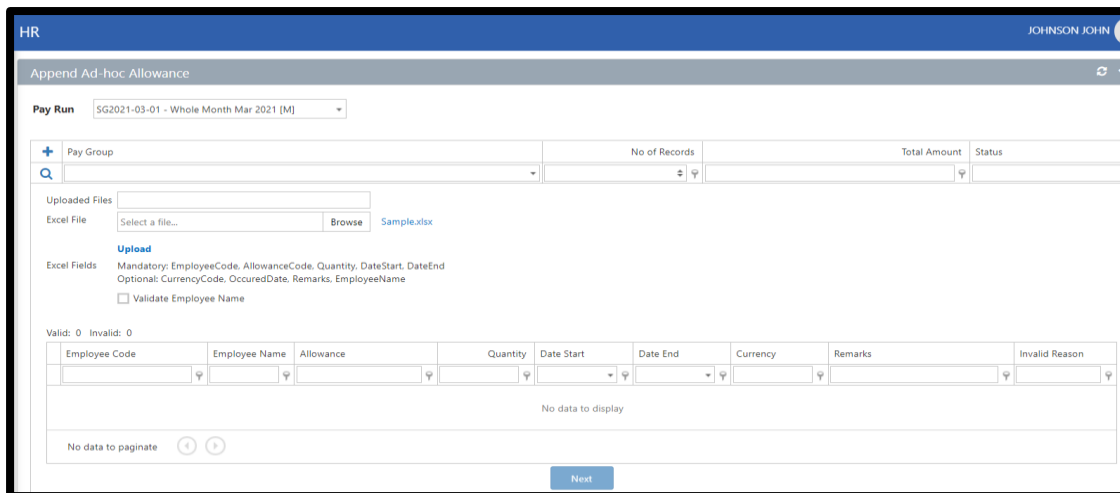 HR JOHNSON JOHN
Append Ad-hoc Allowance
Pay Run SG2021-03-01 - Whole Month Mar 2021 [M]
Pay Group No of Records Total Amount Status
Uploaded Files
Excel File Select a file... Browse Sample.xlsx
Upload
Excel Fields Mandatory: EmployeeCode, AllowanceCode, Quantity, DateStart, DateEnd
Optional: CurrencyCode, OccuredDate, Remarks, EmployeeName
Validate Employee Name
Valid: 0 Invalid: 0
Employee Code Employee Name Allowance Quantity Date Start Date End Currency Remarks Invalid Reason
No data to display
No data to paginate
Next